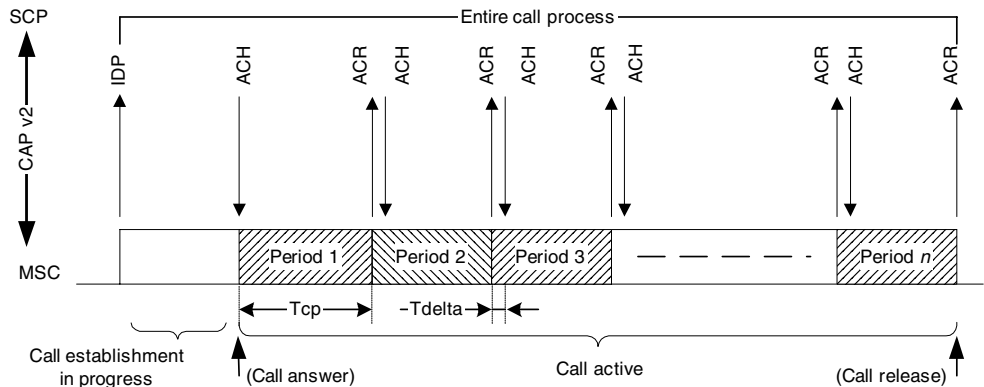 SCP
Entire call process
CAP v2
IDP
ACH
ACR
ACH
ACR
ACH
ACR
ACH
ACR
ACH
ACR
Period 1
Period 2
Period 3
Period n
MSC
Tcp
Tdelta
Call establishment
in progress
(Call answer)
Call active
(Call release)